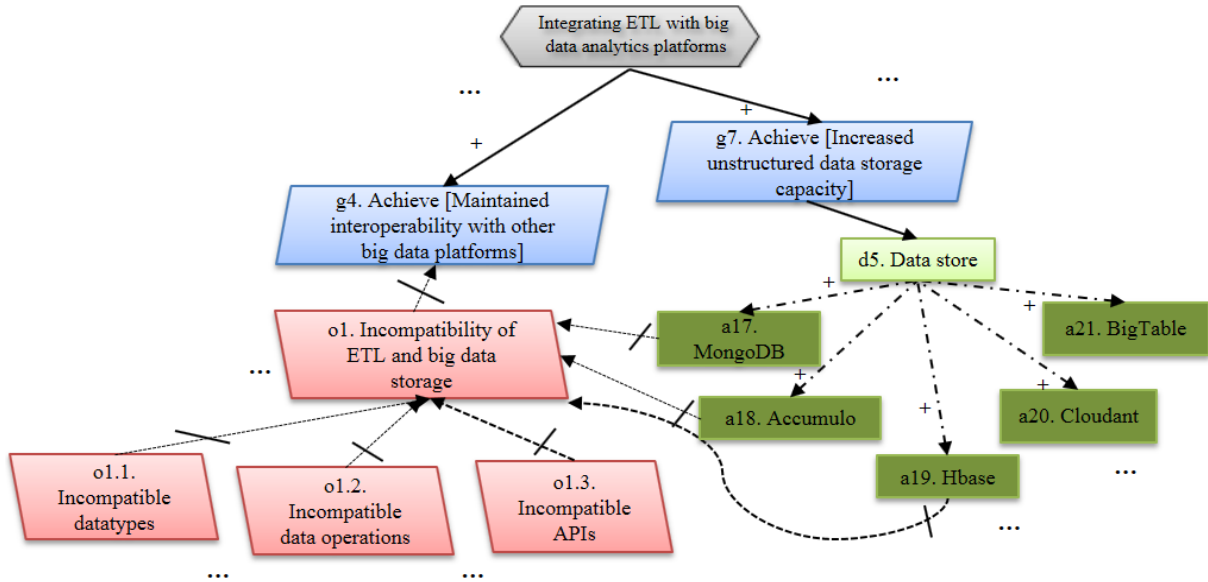 Integrating ETL with big
data analytics platforms
...
...
+
+
g7. Achieve [Increased
unstructured data storage
capacity]
g4. Achieve [Maintained
interoperability with other
big data platforms]
d5. Data store
+
+
+
+
+
a17.
MongoDB
a21. BigTable
o1. Incompatibility of
ETL and big data
storage
...
a18. Accumulo
a20. Cloudant
...
o1.1.
Incompatible
datatypes
o1.2.
Incompatible
data operations
o1.3.
Incompatible
APIs
a19. Hbase
...
...
...